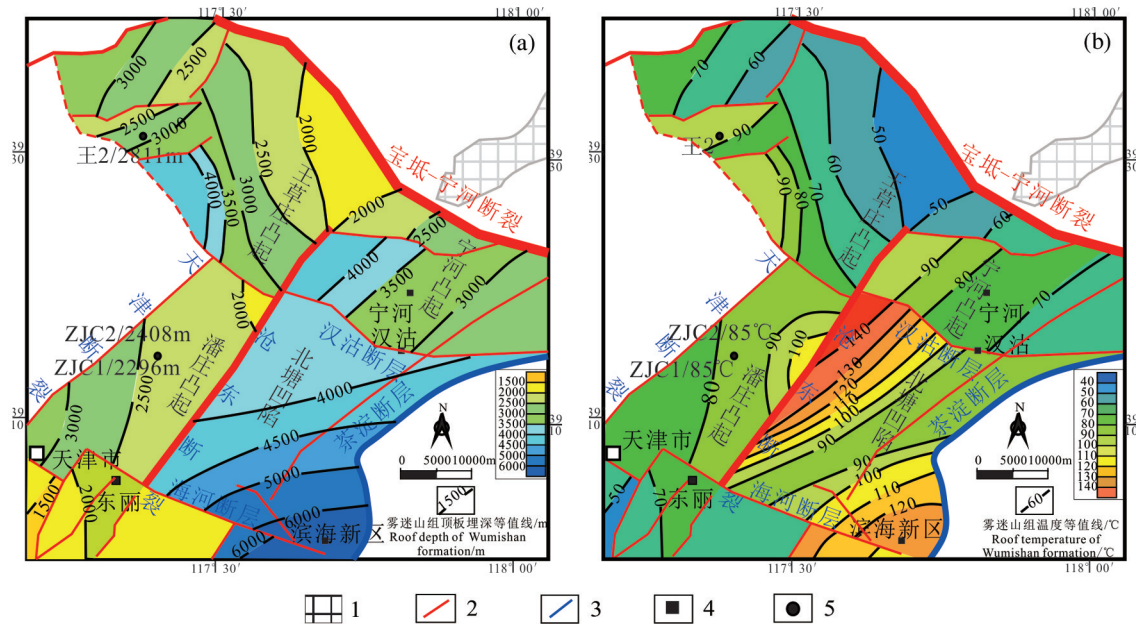 117°30′
118°00′
(a)
3000
2500
2500
3000
王2/2811m
4000
3500
3000
2500
2000
王草庄凸起
宝坻-宁河断裂
39
30
2000
2500
4000
3500
宁河凸起
3000
宁河
汉沽
天津断裂
2000
ZJC2/2408m
ZJC1/2296m
2500
3000
潘庄凸起
沧东断裂
北塘凹陷
汉沽断层
茶淀断层
4000
4500
5000
6000
6000
海河断层
39
10
天津市
东丽
1500
2000
滨海新区
1500
2000
2500
3000
3500
4000
4500
5000
6000
N
0 5000 10000m
1500
雾迷山组顶板埋深等值线/m
Roof depth of Wumishan
formation/m
117°30′
118°00′
117°30′
118°00′
(b)
70
60
50
王2
90
90
80
70
60
王草庄凸起
宝坻-宁河断裂
39
30
50
60
90
80
宁河凸起
70
宁河
汉沽
天津断裂
ZJC2/85℃
ZJC1/85℃
80
90
100
潘庄凸起
沧东断裂
140
130
120
100
90
汉沽断层
北塘凹陷
茶淀断层
90
100
110
120
海河断层
39
10
天津市
东丽
50
70
滨海新区
40
50
60
70
80
90
100
110
120
130
140
N
0 5000 10000m
60
雾迷山组温度等值线/℃
Roof temperature of
Wumishan formation/℃
117°30′
118°00′
1
2
3
4
5